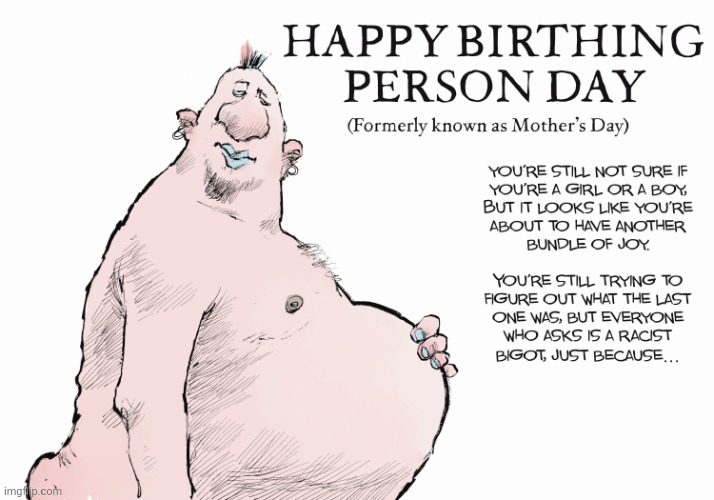 HAPPY BIRTHING
PERSON DAY
(Formerly known as Mother's Day)
YOU'RE STILL NOT SURE IF
YOU'RE A GIRL OR A BOY,
BUT IT LOOKS LIKE YOU'RE
ABOUT TO HAVE ANOTHER
BUNDLE OF JOY.
YOU'RE STILL TRYING TO
FIGURE OUT WHAT THE LAST
ONE WAS, BUT EVERYONE
WHO ASKS IS A RACIST
BIGOT, JUST BECAUSE...
imgflip.com